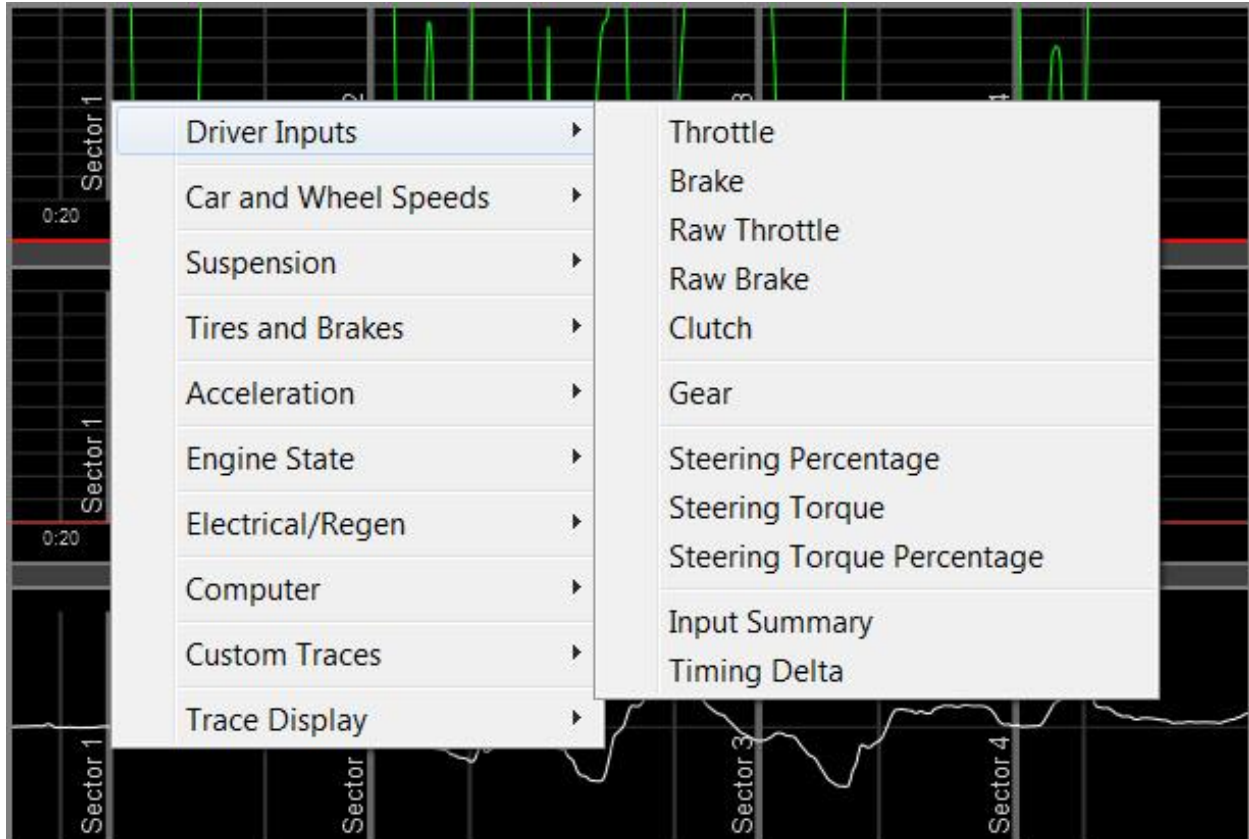 Sector 1
0:20
Driver Inputs
Car and Wheel Speeds
Suspension
Tires and Brakes
Acceleration
Engine State
Electrical/Regen
Computer
Custom Traces
Trace Display
Throttle
Brake
Raw Throttle
Raw Brake
Clutch
Gear
Steering Percentage
Steering Torque
Steering Torque Percentage
Input Summary
Timing Delta
Sector 1
0:20
Sector 1
Sector
Sector 3
Sector 4